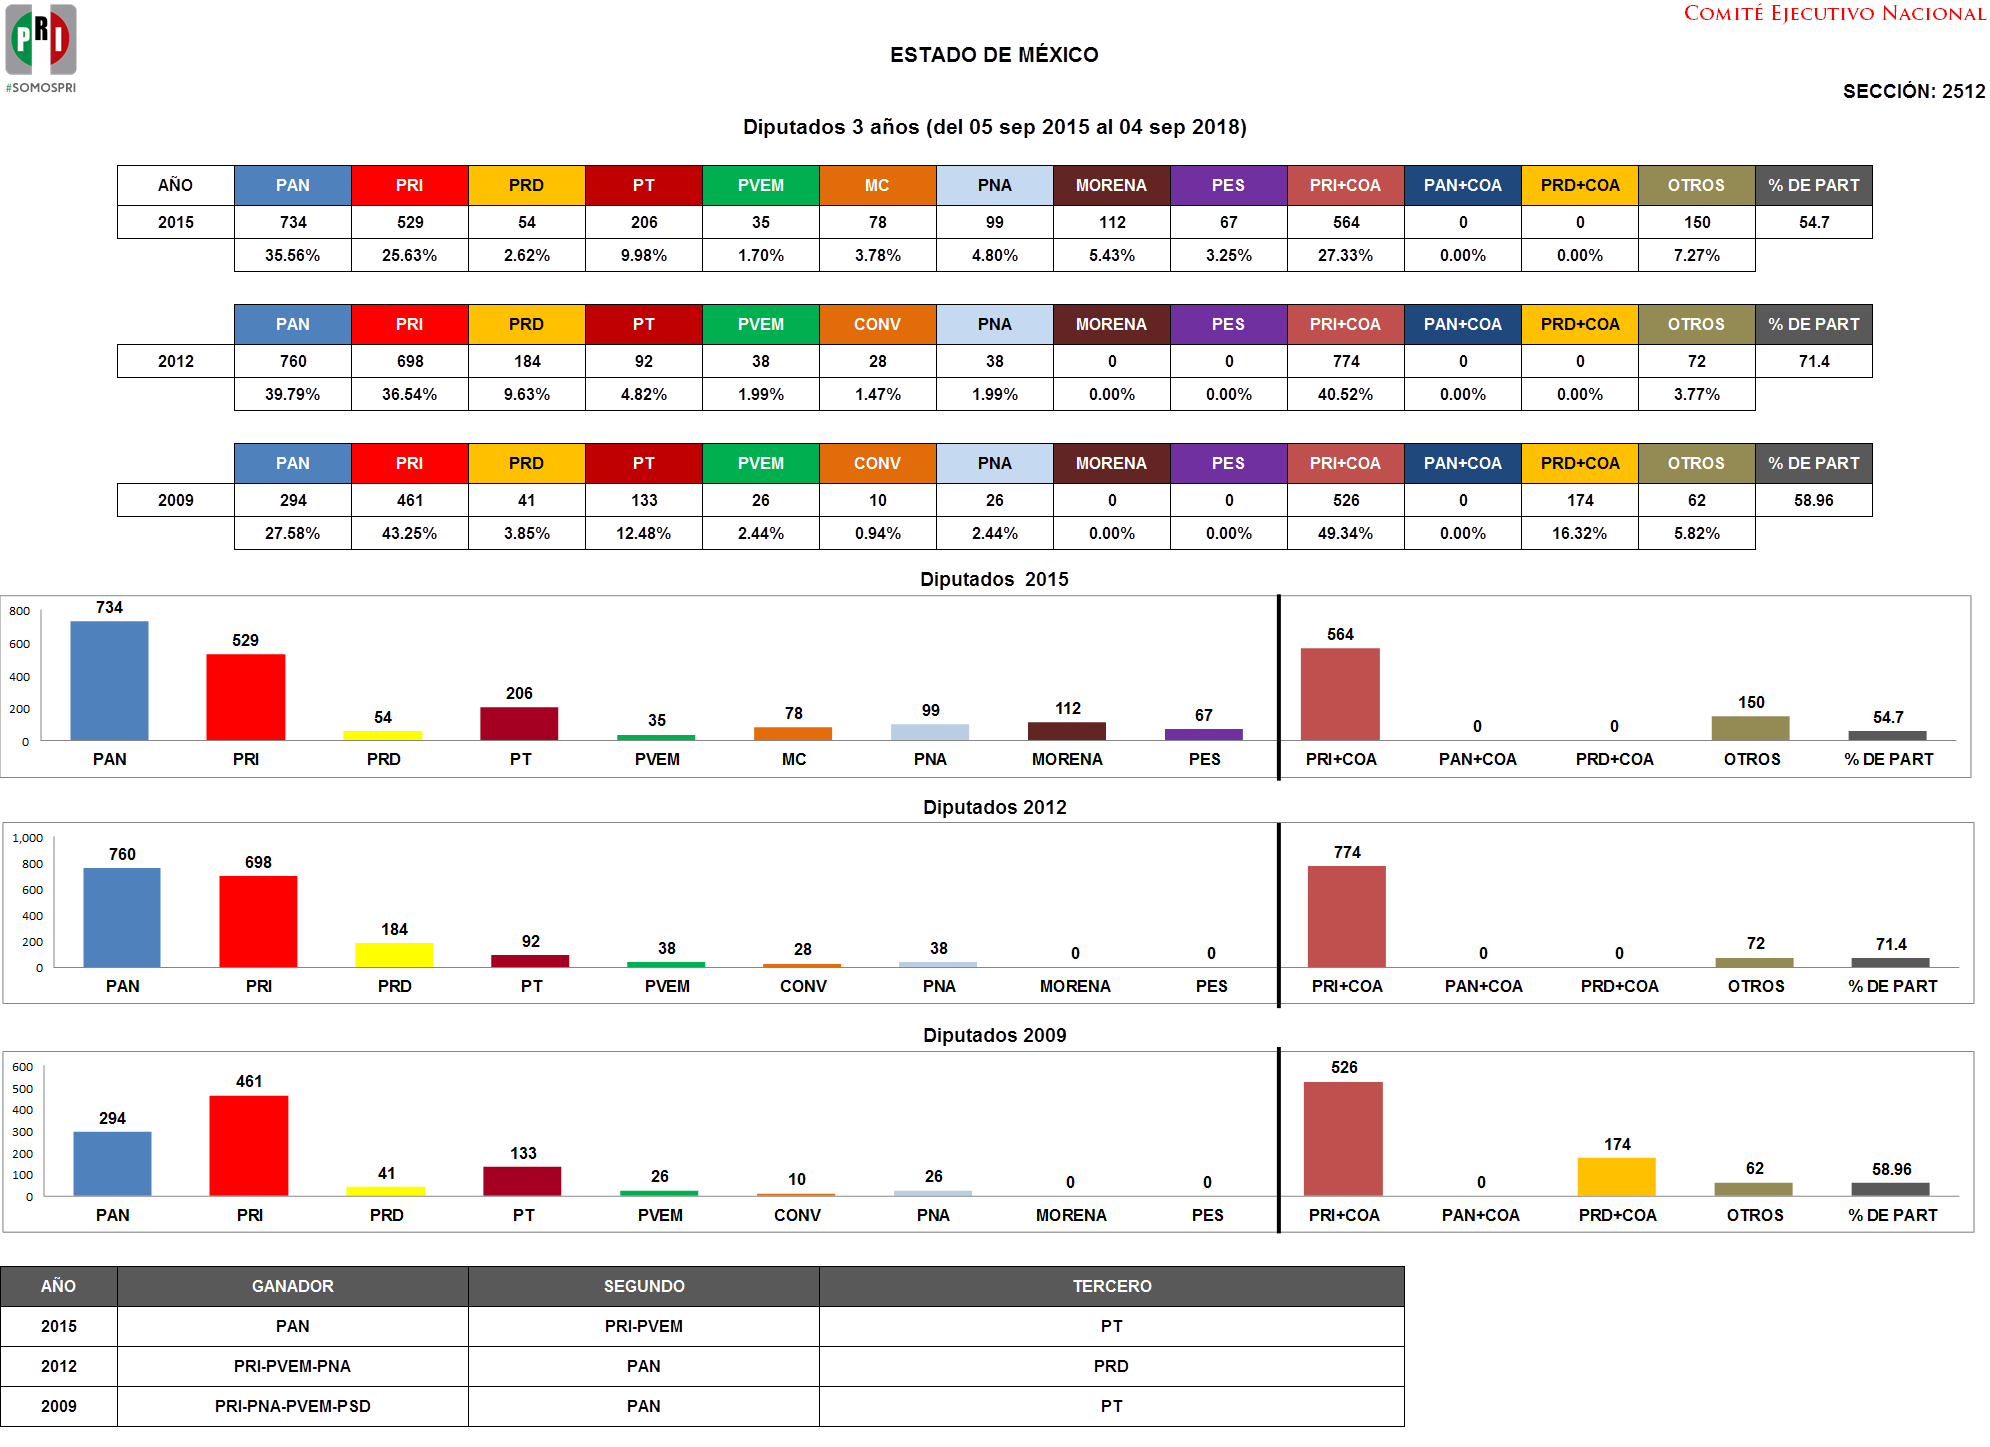 PRI
#SOMOSPRI
COMITÉ EJECUTIVO NACIONAL
ESTADO DE MÉXICO
SECCIÓN: 2512
Diputados 3 años (del 05 sep 2015 al 04 sep 2018)
AÑO PAN PRI PRD PT PVEM MC PNA MORENA PES PRI+COA PAN+COA PRD+COA OTROS % DE PART
2015 734 529 54 206 35 78 99 112 67 564 0 0 150 54.7
35.56% 25.63% 2.62% 9.98% 1.70% 3.78% 4.80% 5.43% 3.25% 27.33% 0.00% 0.00% 7.27%
PAN PRI PRD PT PVEM CONV PNA MORENA PES PRI+COA PAN+COA PRD+COA OTROS % DE PART
2012 760 698 184 92 38 28 38 0 0 774 0 0 72 71.4
39.79% 36.54% 9.63% 4.82% 1.99% 1.47% 1.99% 0.00% 0.00% 40.52% 0.00% 0.00% 3.77%
PAN PRI PRD PT PVEM CONV PNA MORENA PES PRI+COA PAN+COA PRD+COA OTROS % DE PART
2009 294 461 41 133 26 10 26 0 0 526 0 174 62 58.96
27.58% 43.25% 3.85% 12.48% 2.44% 0.94% 2.44% 0.00% 0.00% 49.34% 0.00% 16.32% 5.82%
Diputados 2015
800
600
400
200
0
734 529 54 206 35 78 99 112 67 564 0 0 150 54.7
PAN PRI PRD PT PVEM MC PNA MORENA PES PRI+COA PAN+COA PRD+COA OTROS % DE PART
Diputados 2012
1,000
800
600
400
200
0
760 698 184 92 38 28 38 0 0 774 0 0 72 71.4
PAN PRI PRD PT PVEM CONV PNA MORENA PES PRI+COA PAN+COA PRD+COA OTROS % DE PART
Diputados 2009
600
500
400
300
200
100
0
294 461 41 133 26 10 26 0 0 526 0 174 62 58.96
PAN PRI PRD PT PVEM CONV PNA MORENA PES PRI+COA PAN+COA PRD+COA OTROS % DE PART
AÑO GANADOR SEGUNDO TERCERO
2015 PAN PRI-PVEM PT
2012 PRI-PVEM-PNA PAN PRD
2009 PRI-PNA-PVEM-PSD PAN PT